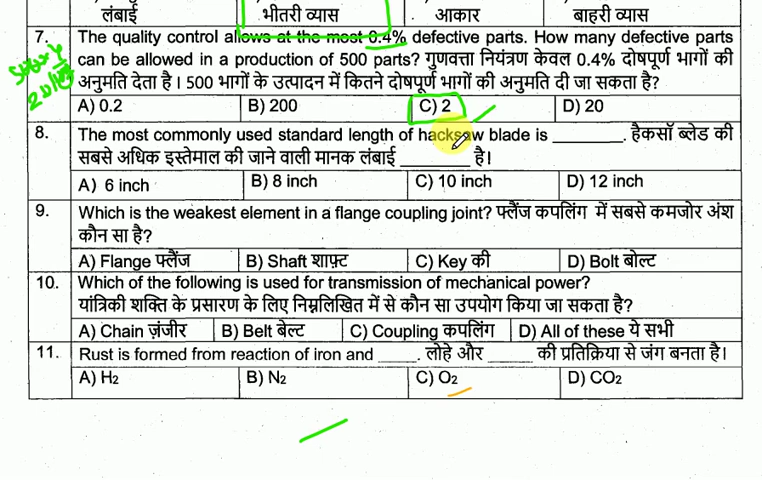 लंबाई भीतरी व्यास आकार बाहरी व्यास
7. The quality control allows at the most 0.4% defective parts. How many defective parts
can be allowed in a production of 500 parts? गुणवत्ता नियंत्रण केवल 0.4% दोषपूर्ण भागों की
अनुमति देता है। 500 भागों के उत्पादन में कितने दोषपूर्ण भागों की अनुमति दी जा सकता है?
A) 0.2 B) 200 C) 2 D) 20
8. The most commonly used standard length of hacksaw blade is ________. हैकसॉ ब्लेड की
सबसे अधिक इस्तेमाल की जाने वाली मानक लंबाई ________ है।
A) 6 inch B) 8 inch C) 10 inch D) 12 inch
9. Which is the weakest element in a flange coupling joint? फ्लैंज कपलिंग में सबसे कमजोर अंश
कौन सा है?
A) Flange फ्लैंज B) Shaft शाफ़्ट C) Key की D) Bolt बोल्ट
10. Which of the following is used for transmission of mechanical power?
यांत्रिकी शक्ति के प्रसारण के लिए निम्नलिखित में से कौन सा उपयोग किया जा सकता है?
A) Chain ज़ंजीर B) Belt बेल्ट C) Coupling कपलिंग D) All of these ये सभी
11. Rust is formed from reaction of iron and _____. लोहे और ______ की प्रतिक्रिया से जंग बनता है।
A) H2 B) N2 C) O2 D) CO2